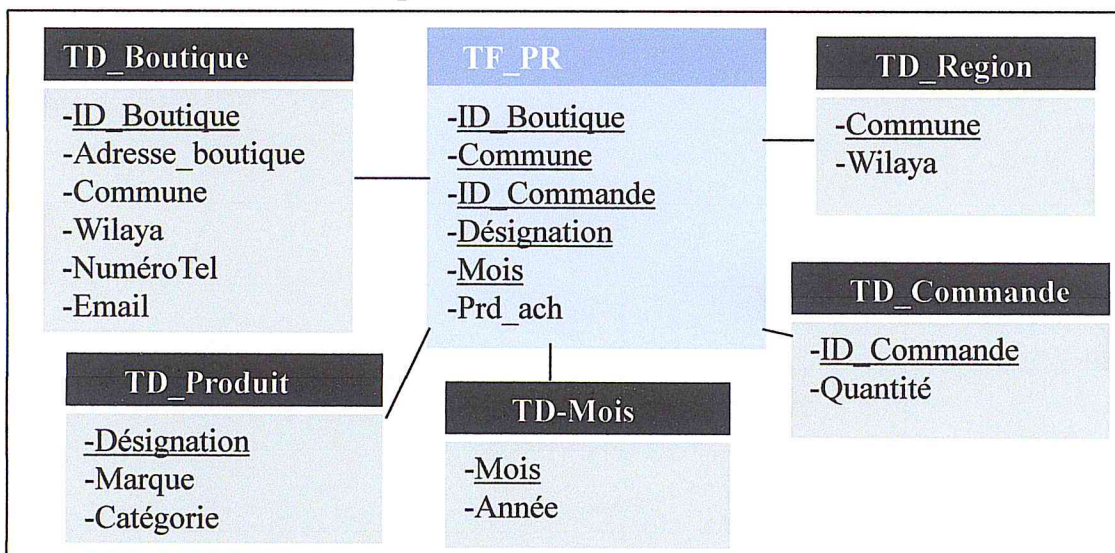 TD_Boutique
-ID_Boutique
-Adresse_boutique
-Commune
-Wilaya
-NuméroTel
-Email
TF_PR
-ID_Boutique
-Commune
-ID_Commande
-Désignation
-Mois
-Prd_ach
TD_Region
-Commune
-Wilaya
TD_Commande
-ID_Commande
-Quantité
TD_Produit
-Désignation
-Marque
-Catégorie
TD-Mois
-Mois
-Année